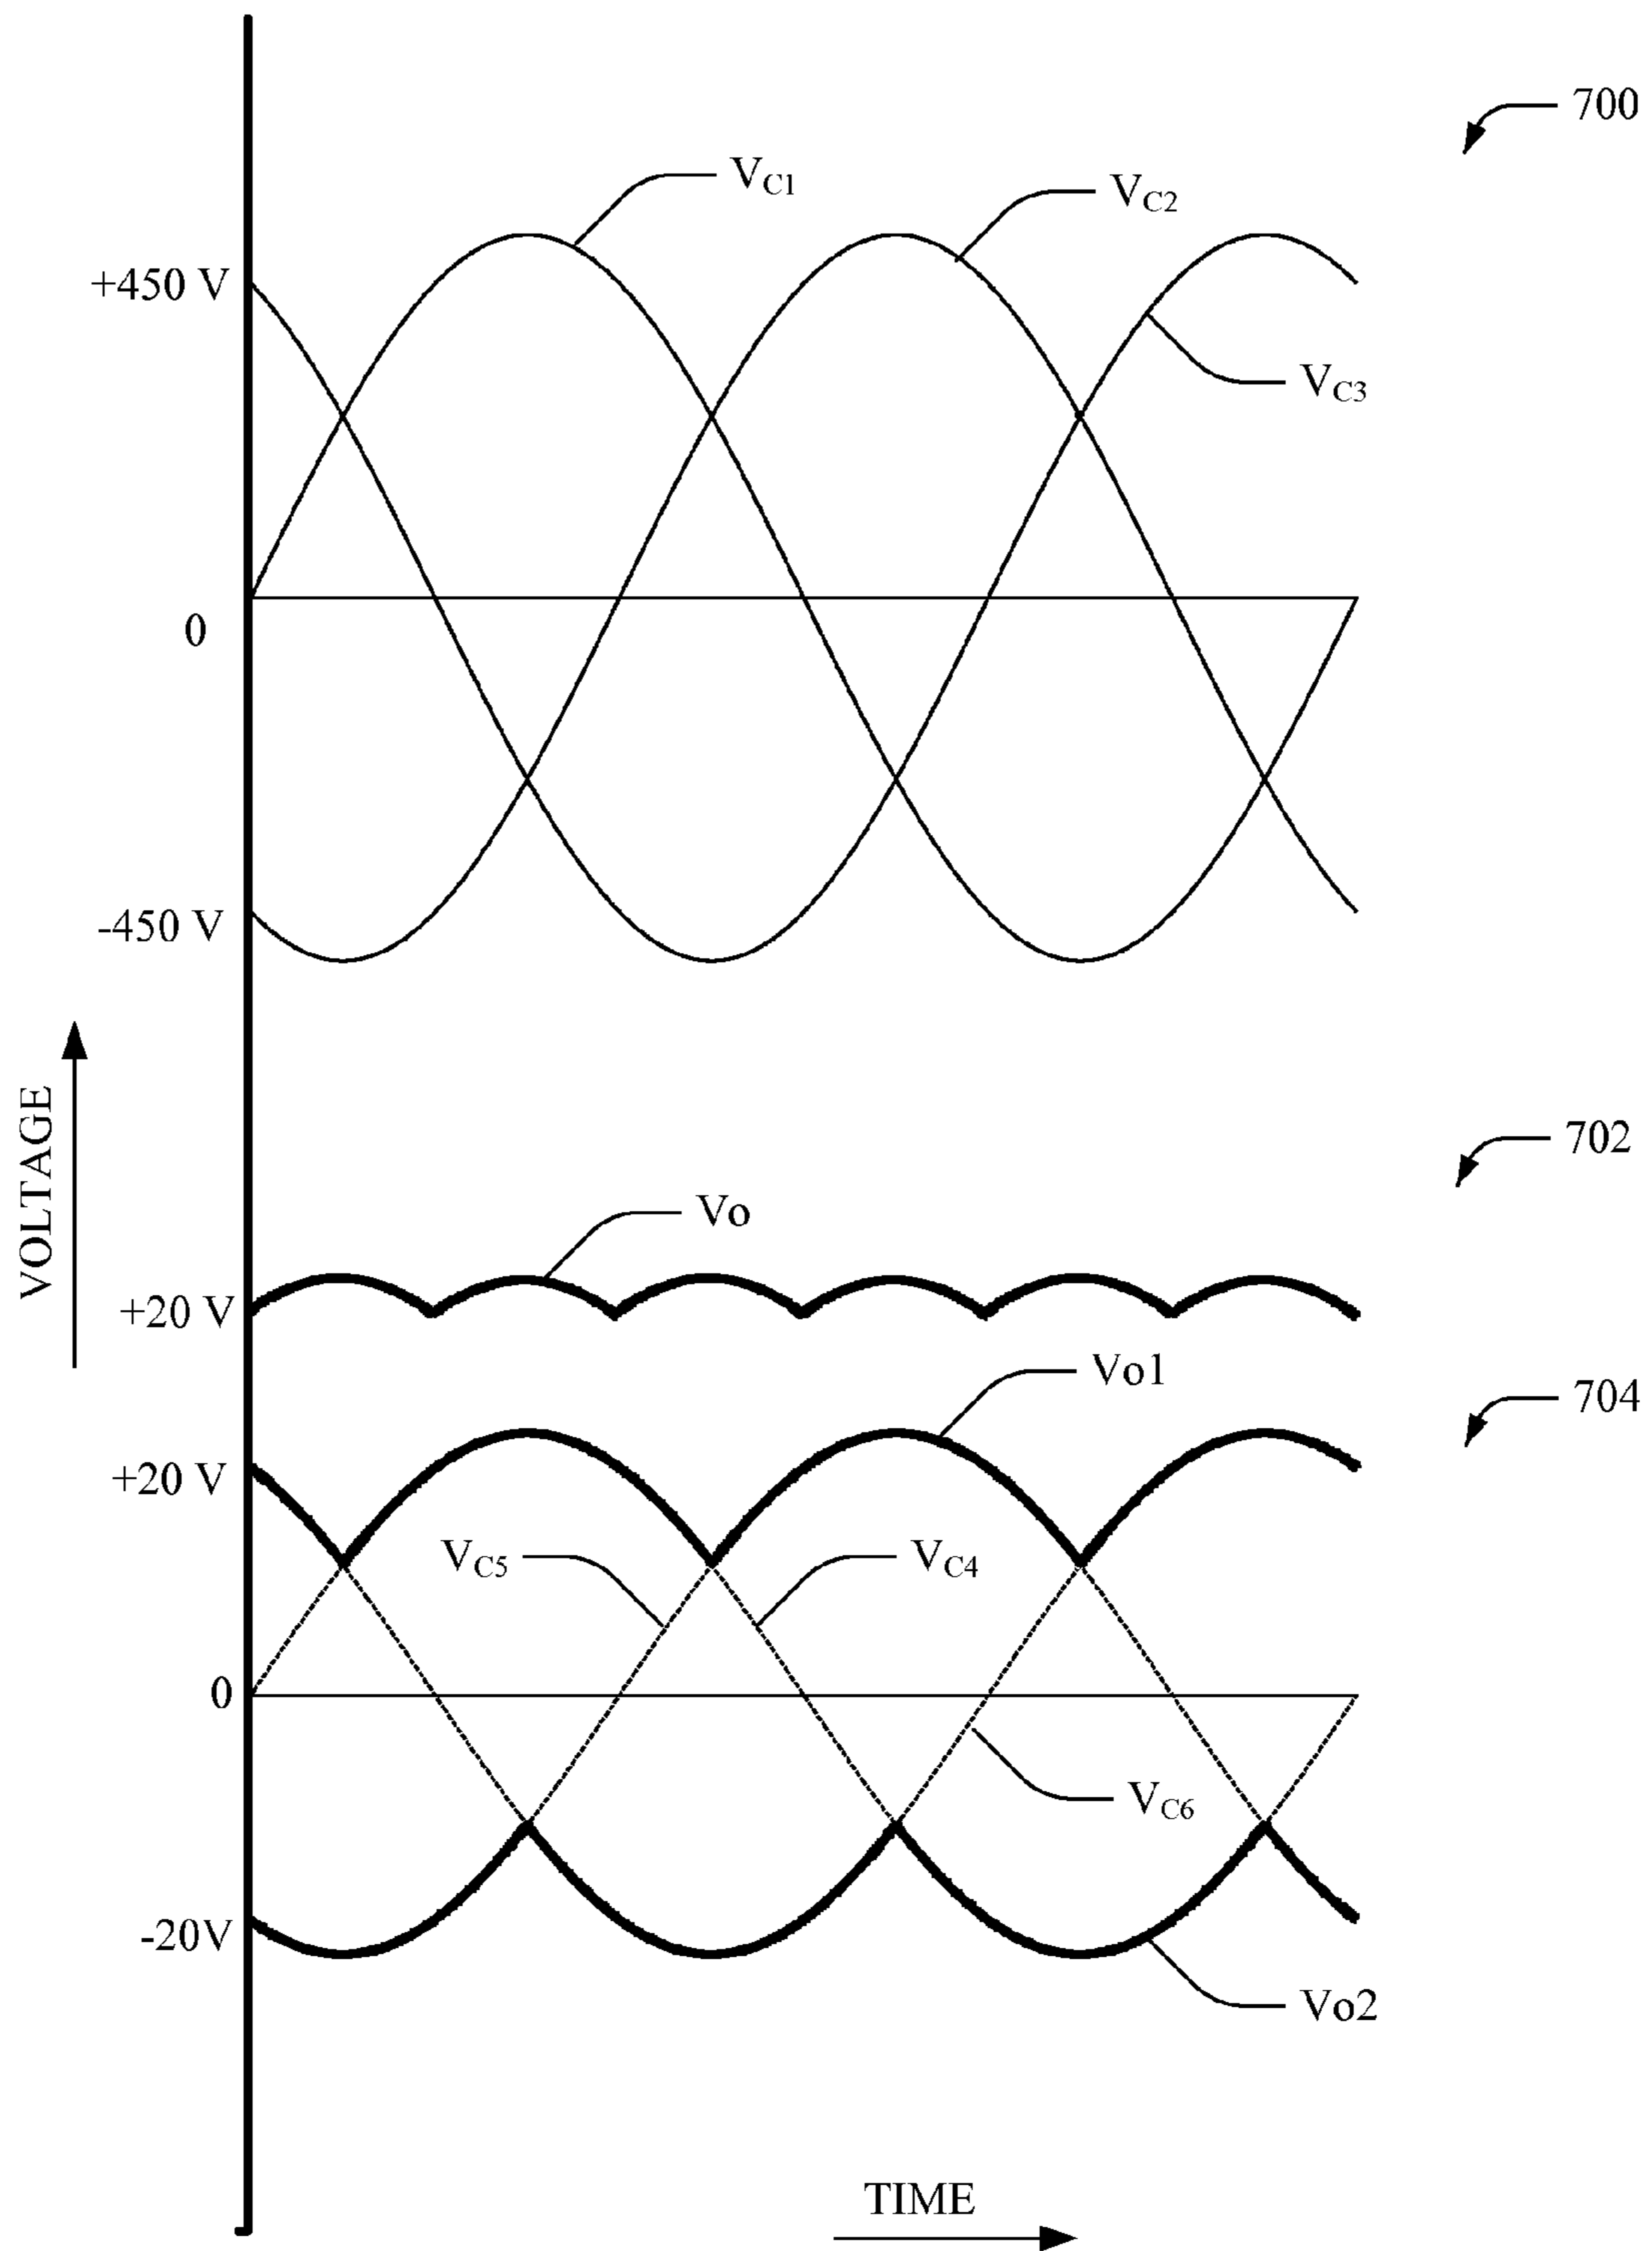 700
VC1
VC2
+450 V
VC3
0
-450 V
VOLTAGE
702
Vo
+20 V
Vo1
704
+20 V
VC5
VC4
0
VC6
-20V
Vo2
TIME